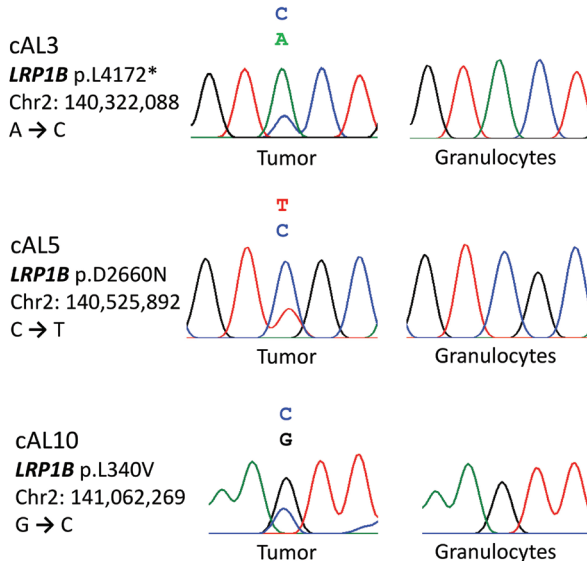 C
A
cAL3
LRP1B p.L4172*
Chr2: 140,322,088
A → C
Tumor
Granulocytes
T
C
cAL5
LRP1B p.D2660N
Chr2: 140,525,892
C → T
Tumor
Granulocytes
C
G
cAL10
LRP1B p.L340V
Chr2: 141,062,269
G → C
Tumor
Granulocytes